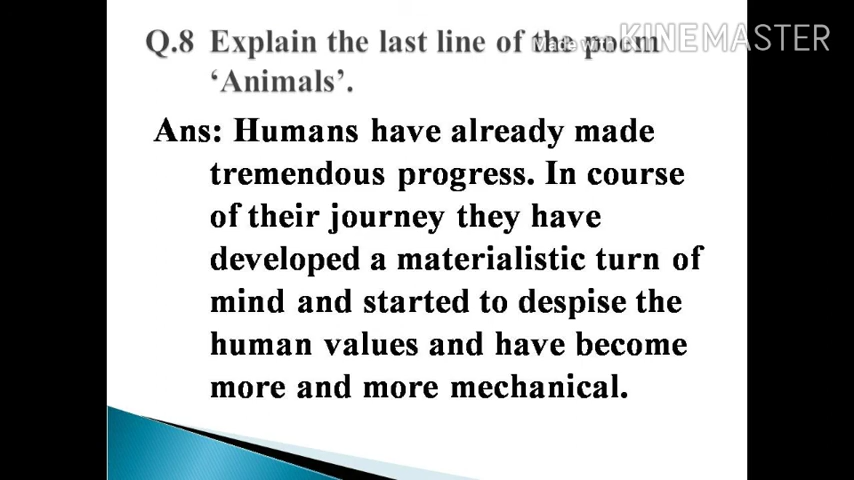 Q.8 Explain the last line of the poem
Made with KINEMASTER
‘Animals’.
Ans: Humans have already made
tremendous progress. In course
of their journey they have
developed a materialistic turn of
mind and started to despise the
human values and have become
more and more mechanical.